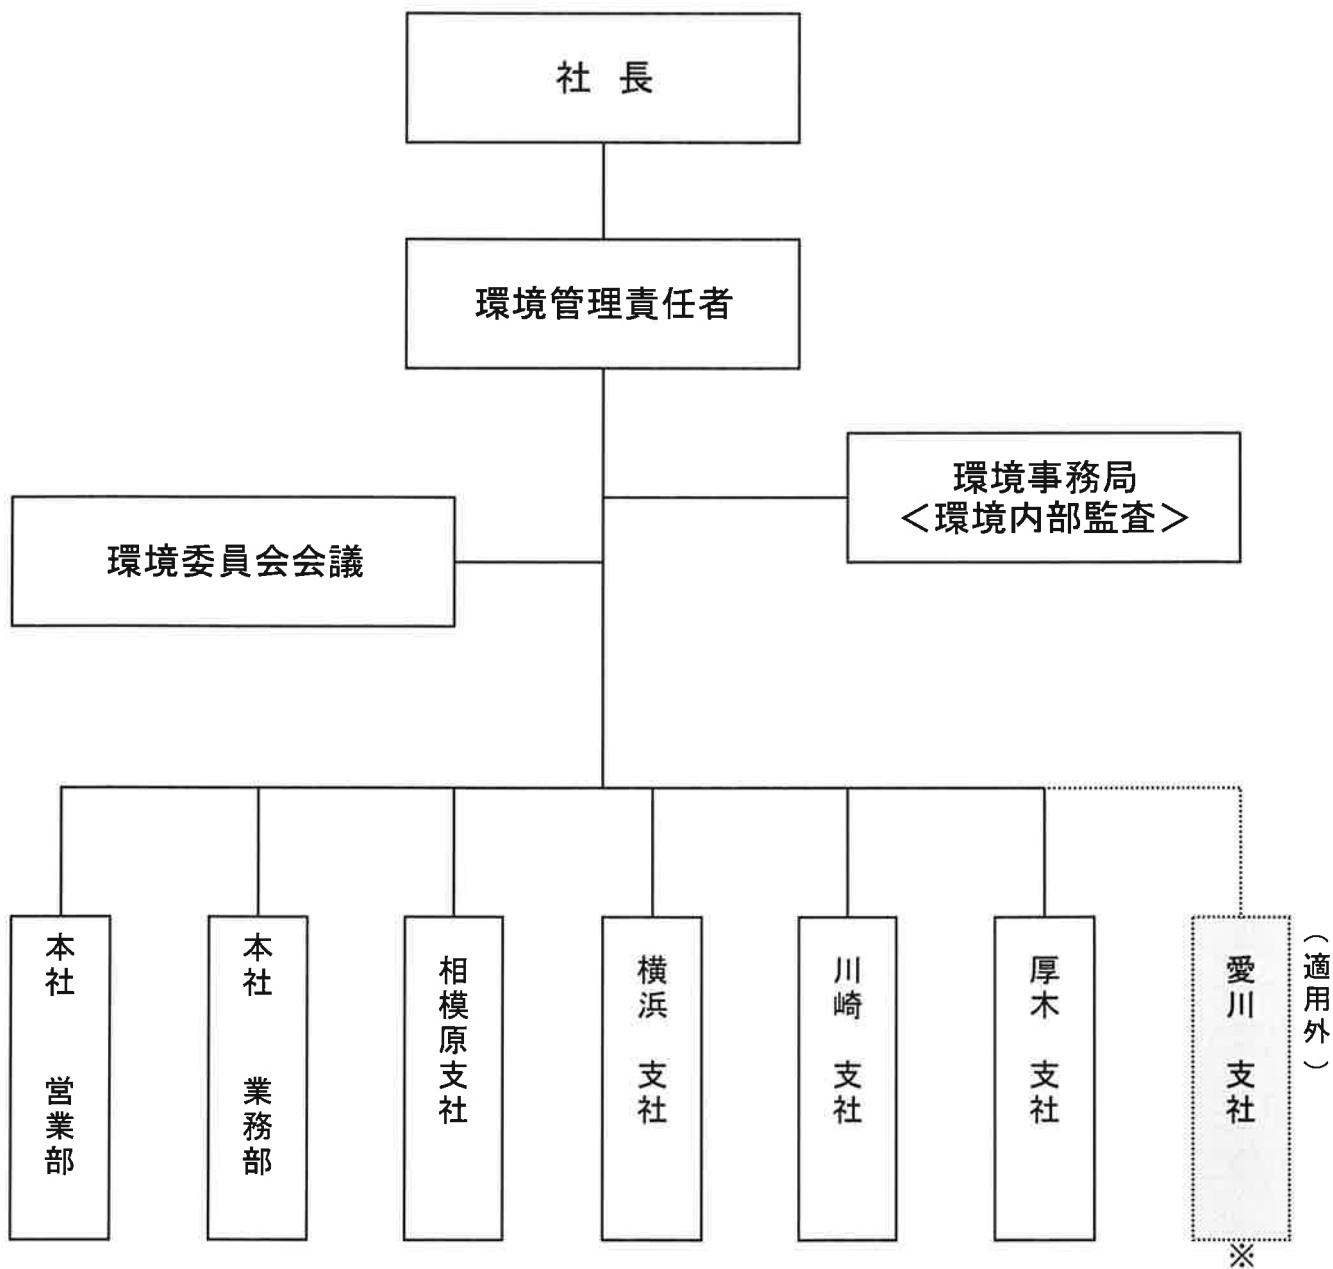 社 長
環境管理責任者
環境事務局
＜環境内部監査＞
環境委員会会議
本社 営業部
本社 業務部
相模原支社
横浜 支社
川崎 支社
厚木 支社
愛川 支社
（適用外）
※